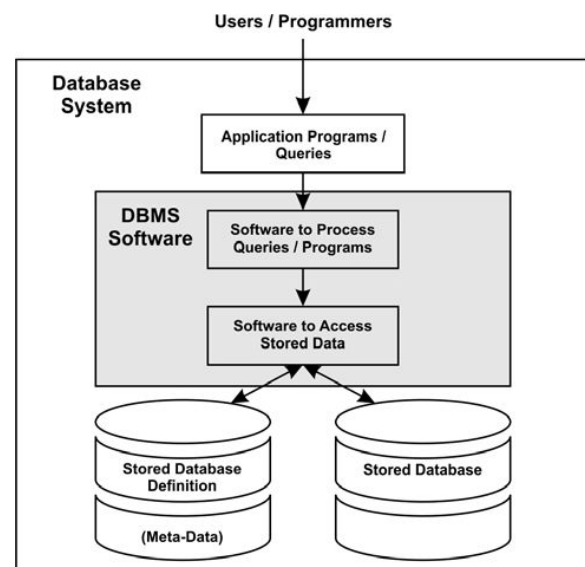 Users / Programmers
Database
System
Application Programs /
Queries
DBMS
Software
Software to Process
Queries / Programs
Software to Access
Stored Data
Stored Database
Definition
(Meta-Data)
Stored Database